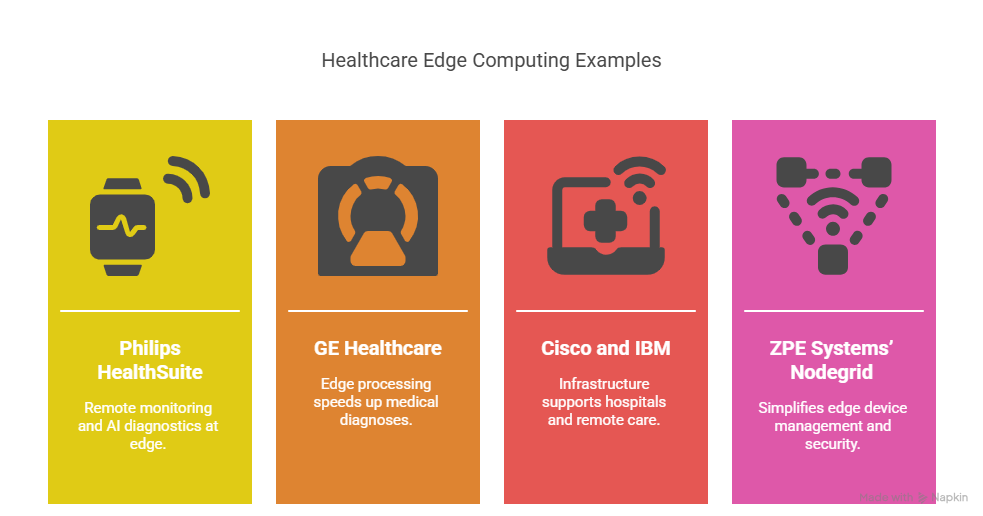 Healthcare Edge Computing Examples
Philips
HealthSuite
Remote monitoring
and AI diagnostics at
edge.
GE Healthcare
Edge processing
speeds up medical
diagnoses.
Cisco and IBM
Infrastructure
supports hospitals
and remote care.
ZPE Systems’
Nodegrid
Simplifies edge device
management and
security.
Napkin